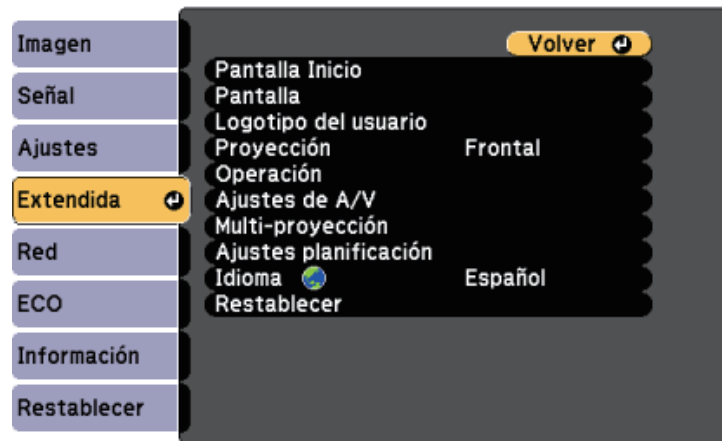 Imagen
Señal
Ajustes
Extendida
Red
ECO
Información
Restablecer
Volver
Pantalla Inicio
Pantalla
Logotipo del usuario
Proyección Frontal
Operación
Ajustes de A/V
Multi-proyección
Ajustes planificación
Idioma Español
Restablecer